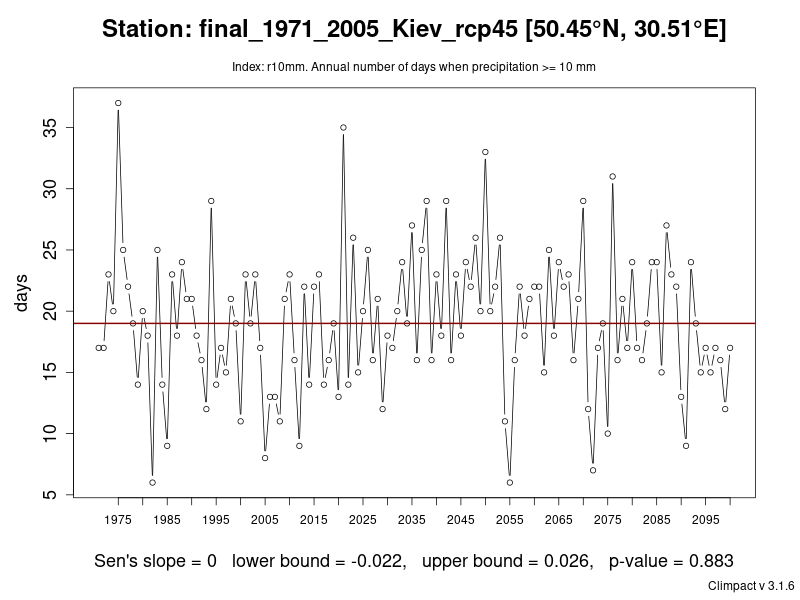 Station: final_1971_2005_Kiev_rcp45 [50.45°N, 30.51°E]
Index: r10mm. Annual number of days when precipitation >= 10 mm
days
35
30
25
20
15
10
5
1975 1985 1995 2005 2015 2025 2035 2045 2055 2065 2075 2085 2095
Sen's slope = 0 lower bound = -0.022, upper bound = 0.026, p-value = 0.883
Climpact v 3.1.6